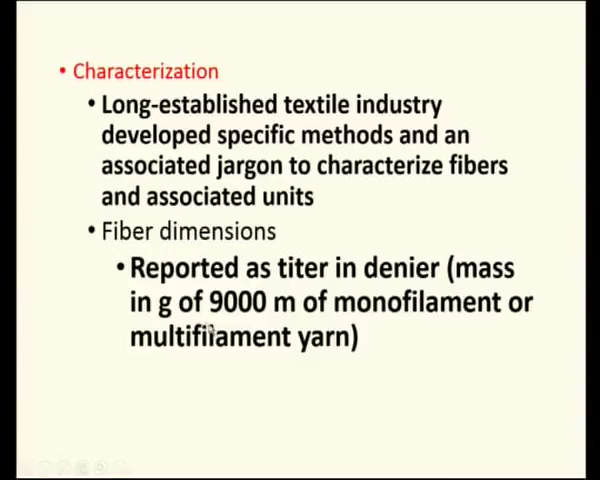 • Characterization
• Long-established textile industry
developed specific methods and an
associated jargon to characterize fibers
and associated units
• Fiber dimensions
• Reported as titer in denier (mass
in g of 9000 m of monofilament or
multifilament yarn)